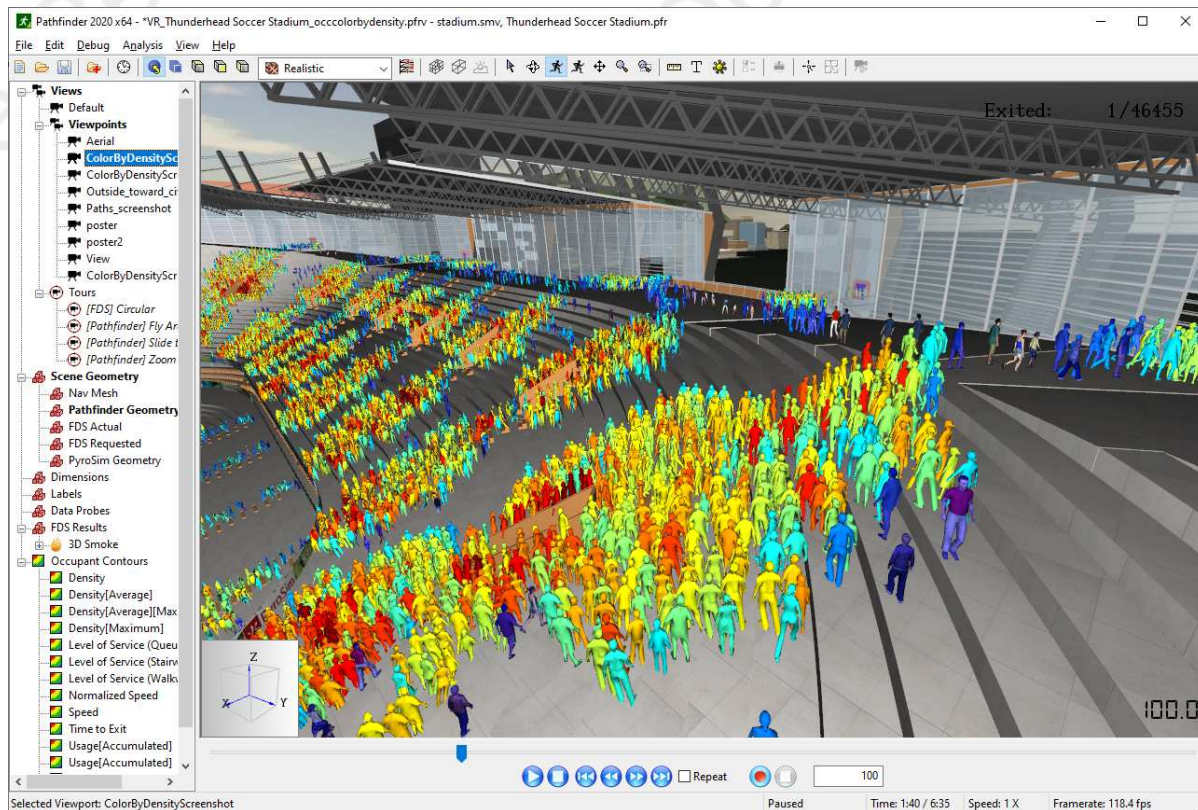 Pathfinder 2020 x64 - *VR_Thunderhead Soccer Stadium_occcolorbydensity.pfrv - stadium.smv, Thunderhead Soccer Stadium.pfr
File Edit Debug Analysis View Help
Realistic
Views
Default
Viewpoints
Aerial
ColorByDensitySc
ColorByDensityScr
Outside_toward_ci
Paths_screenshot
poster
poster2
View
ColorByDensityScr
Tours
[FDS] Circular
[Pathfinder] Fly Ar
[Pathfinder] Slide t
[Pathfinder] Zoom
Scene Geometry
Nav Mesh
Pathfinder Geometry
FDS Actual
FDS Requested
PyroSim Geometry
Dimensions
Labels
Data Probes
FDS Results
3D Smoke
Occupant Contours
Density
Density[Average]
Density[Average][Max
Density[Maximum]
Level of Service (Queu
Level of Service (Stairw
Level of Service (Walkw
Normalized Speed
Speed
Time to Exit
Usage[Accumulated]
Usage[Accumulated]
Exited: 1/46455
Z
X Y
100.0
Repeat 100
Selected Viewport: ColorByDensityScreenshot Paused Time: 1:40 / 6:35 Speed: 1 X Framerate: 118.4 fps